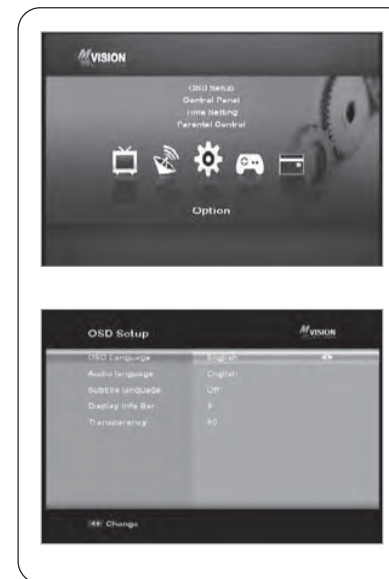 MVISION
OSD Setup
Control Panel
Time Setting
Parental Control
Option
OSD Setup
MVISION
OSD Language English
Audio language English
Subtitle language Off
Display Info Bar
Transparency
Change